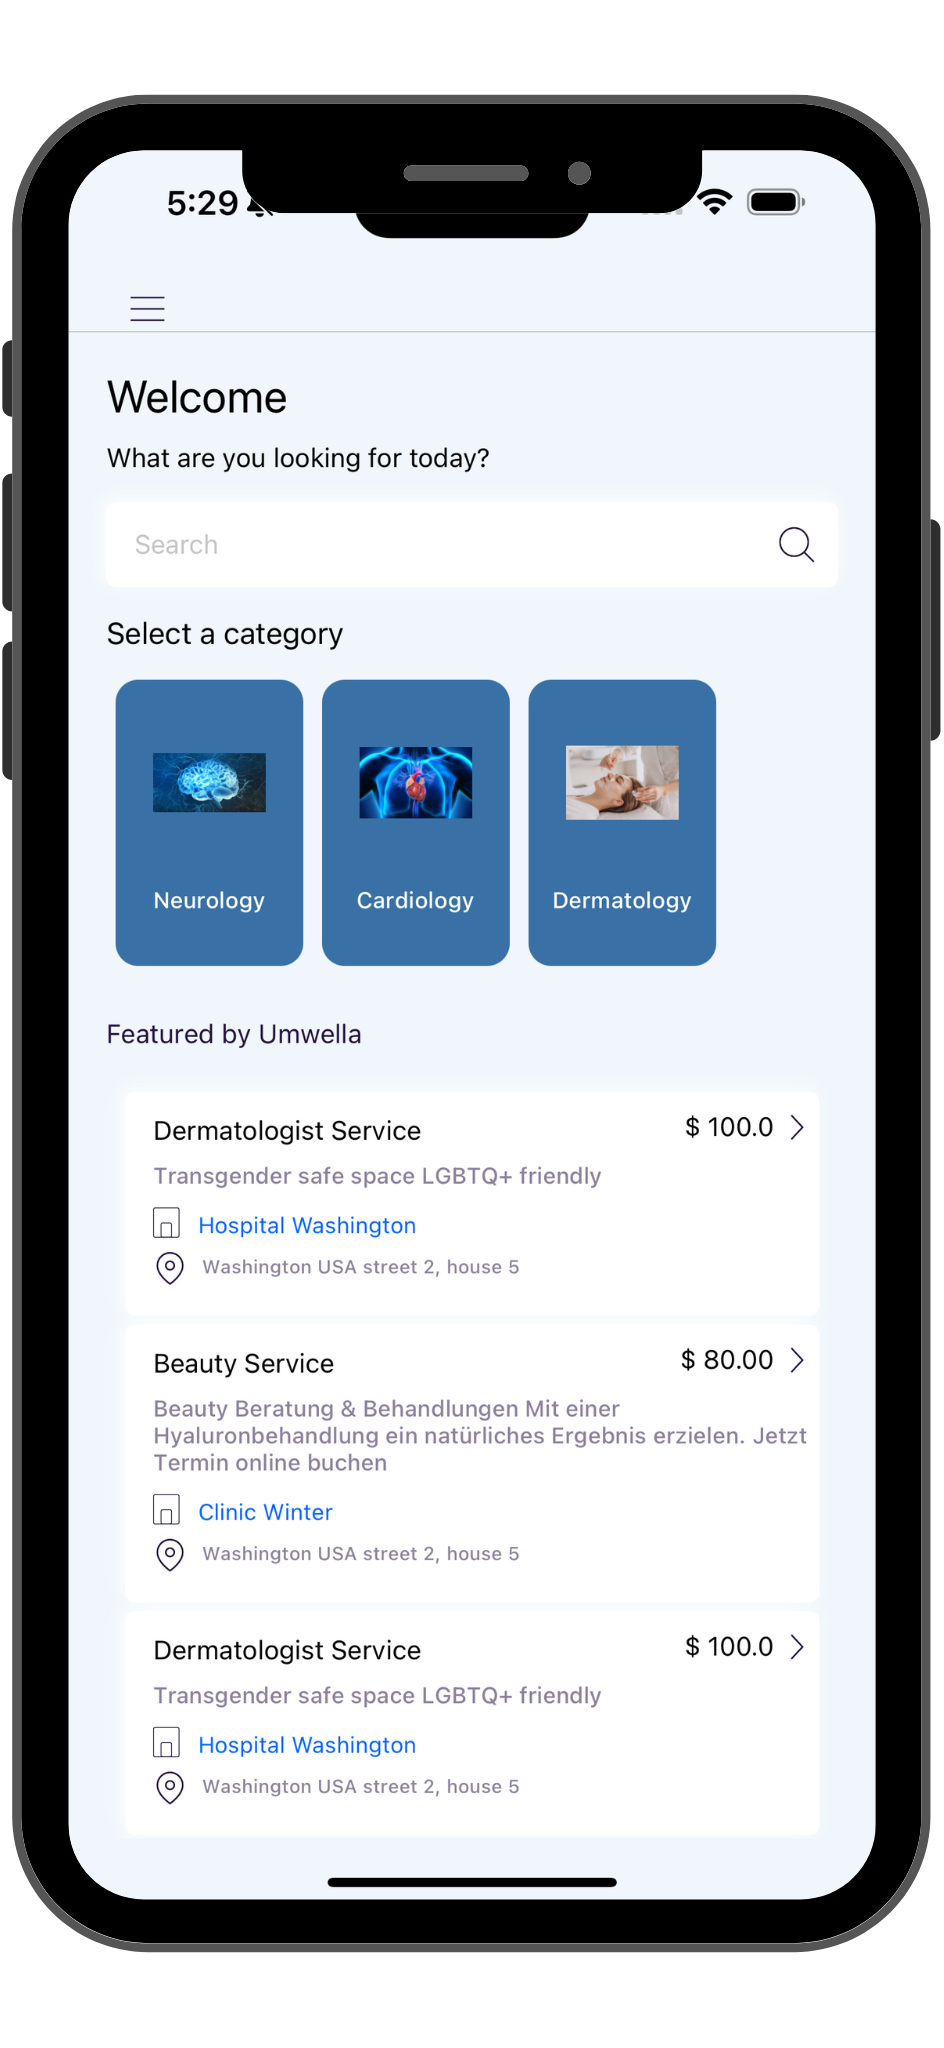 5:29
Welcome
What are you looking for today?
Search
Select a category
Neurology
Cardiology
Dermatology
Featured by Umwella
Dermatologist Service
$ 100.0
Transgender safe space LGBTQ+ friendly
Hospital Washington
Washington USA street 2, house 5
Beauty Service
$ 80.00
Beauty Beratung & Behandlungen Mit einer
Hyaluronbehandlung ein natürliches Ergebnis erzielen. Jetzt
Termin online buchen
Clinic Winter
Washington USA street 2, house 5
Dermatologist Service
$ 100.0
Transgender safe space LGBTQ+ friendly
Hospital Washington
Washington USA street 2, house 5